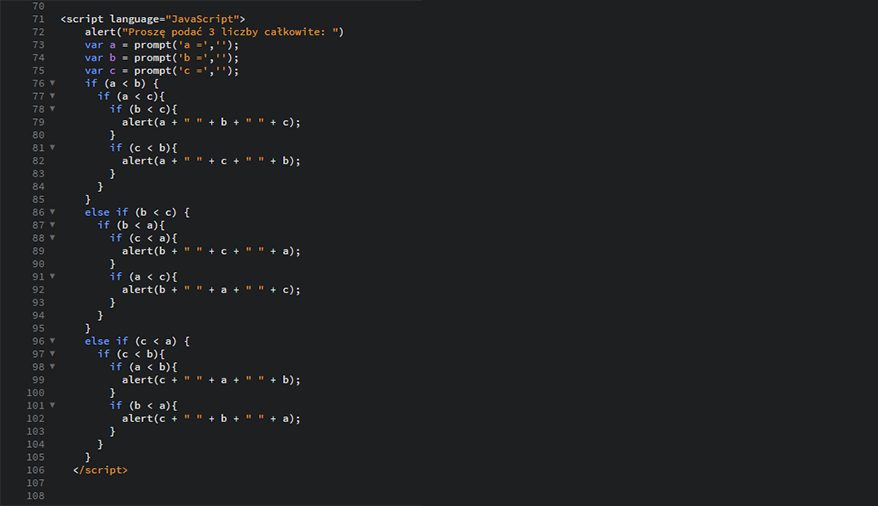 70
71 <script language="JavaScript">
72     alert("Proszę podać 3 liczby całkowite: ")
73     var a = prompt('a =','');
74     var b = prompt('b =','');
75     var c = prompt('c =','');
76     if (a < b) {
77       if (a < c){
78         if (b < c){
79           alert(a + " " + b + " " + c);
80         }
81         if (c < b){
82           alert(a + " " + c + " " + b);
83         }
84       }
85     }
86     else if (b < c) {
87       if (b < a){
88         if (c < a){
89           alert(b + " " + c + " " + a);
90         }
91         if (a < c){
92           alert(b + " " + a + " " + c);
93         }
94       }
95     }
96     else if (c < a) {
97       if (c < b){
98         if (a < b){
99           alert(c + " " + a + " " + b);
100         }
101         if (b < a){
102           alert(c + " " + b + " " + a);
103         }
104       }
105     }
106   </script>
107
108